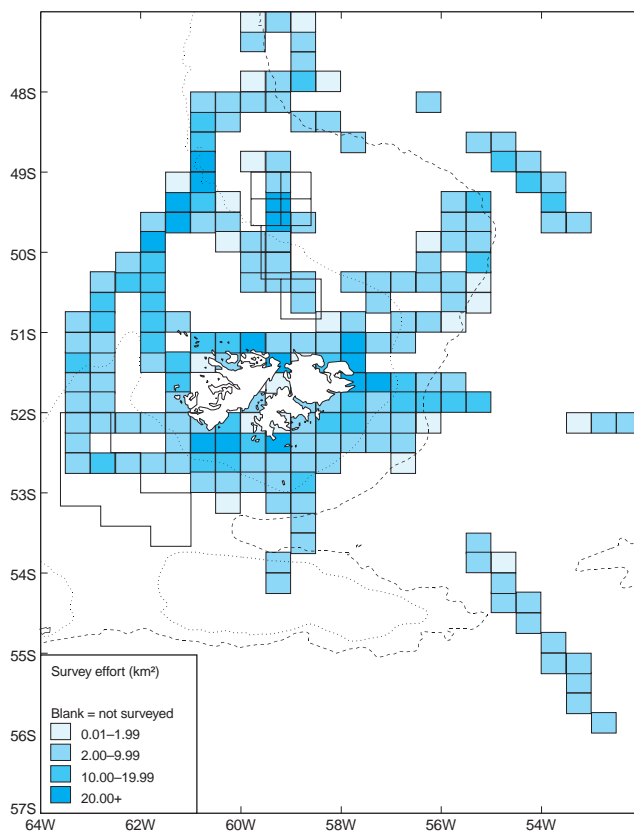 48S
49S
50S
51S
52S
53S
54S
55S
56S
57S
Survey effort (km²)
Blank = not surveyed
0.01–1.99
2.00–9.99
10.00–19.99
20.00+
64W
62W
60W
58W
56W
54W